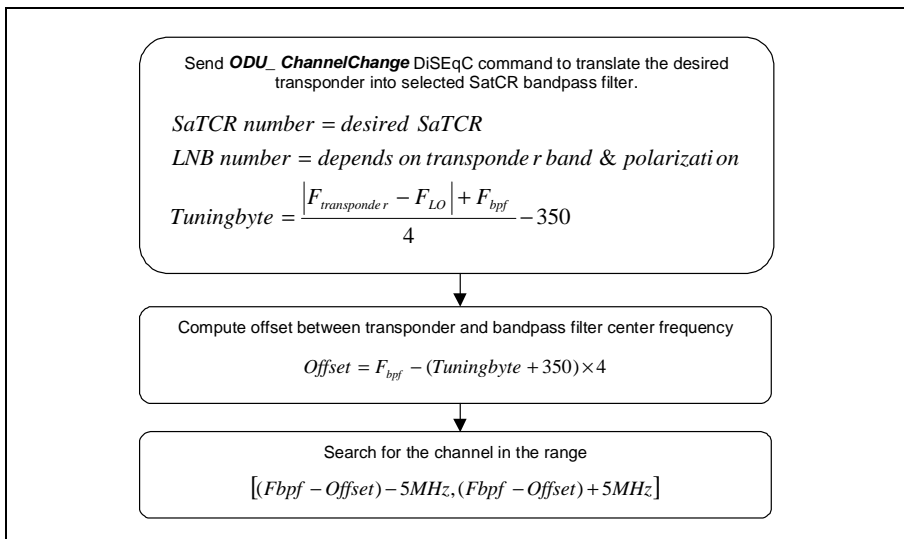 Send ODU_ ChannelChange DiSEqC command to translate the desired
transponder into selected SatCR bandpass filter.
SaTCR number = desired SaTCR
LNB number = depends on transponder band & polarization
Tuningbyte = (|F_transponder − F_LO| + F_bpf) / 4 − 350
Compute offset between transponder and bandpass filter center frequency
Offset = F_bpf − (Tuningbyte + 350) × 4
Search for the channel in the range
[(Fbpf − Offset) − 5MHz, (Fbpf − Offset) + 5MHz]